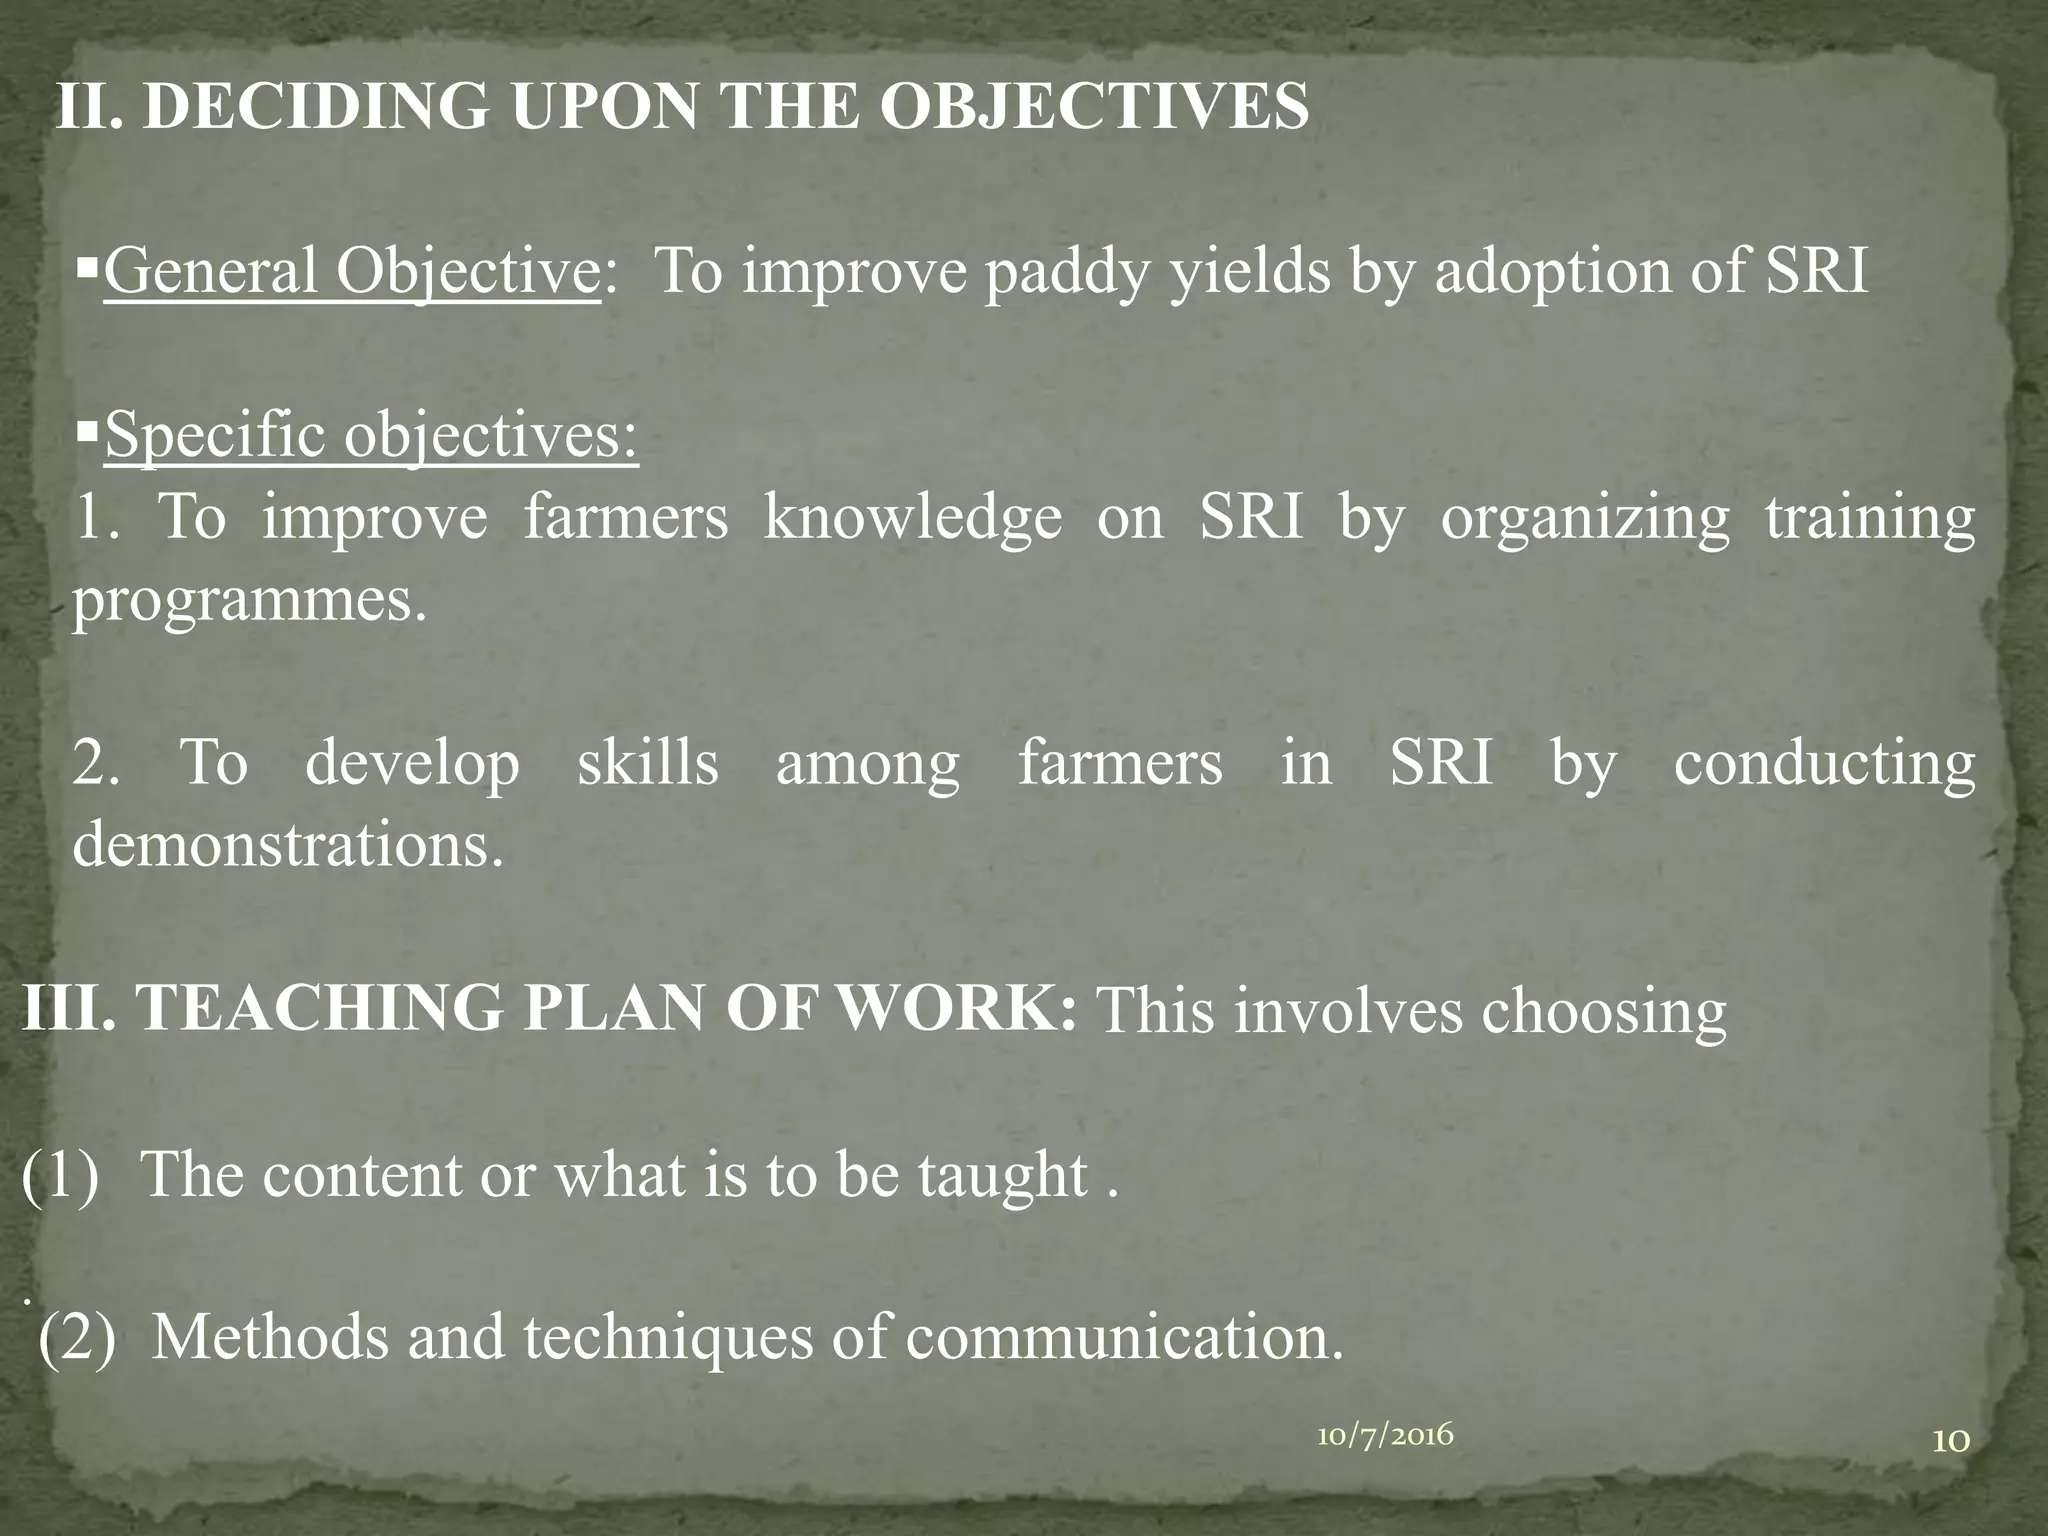 II. DECIDING UPON THE OBJECTIVES
▪General Objective: To improve paddy yields by adoption of SRI
▪Specific objectives:
1. To improve farmers knowledge on SRI by organizing training
programmes.
2. To develop skills among farmers in SRI by conducting
demonstrations.
III. TEACHING PLAN OF WORK: This involves choosing
(1) The content or what is to be taught .
.
(2) Methods and techniques of communication.
10/7/2016
10